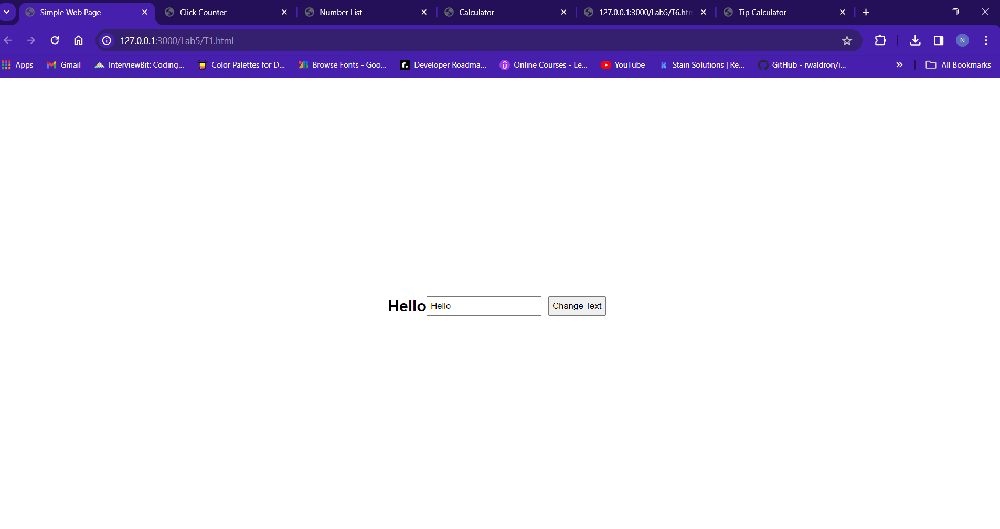 Simple Web Page Click Counter Number List Calculator 127.0.0.1:3000/Lab5/T6.htm Tip Calculator
127.0.0.1:3000/Lab5/T1.html N
Apps Gmail InterviewBit: Coding... Color Palettes for D... Browse Fonts - Goo... Developer Roadma... Online Courses - Le... YouTube Stain Solutions | Re... GitHub - rwaldron/i... All Bookmarks
Hello Hello Change Text